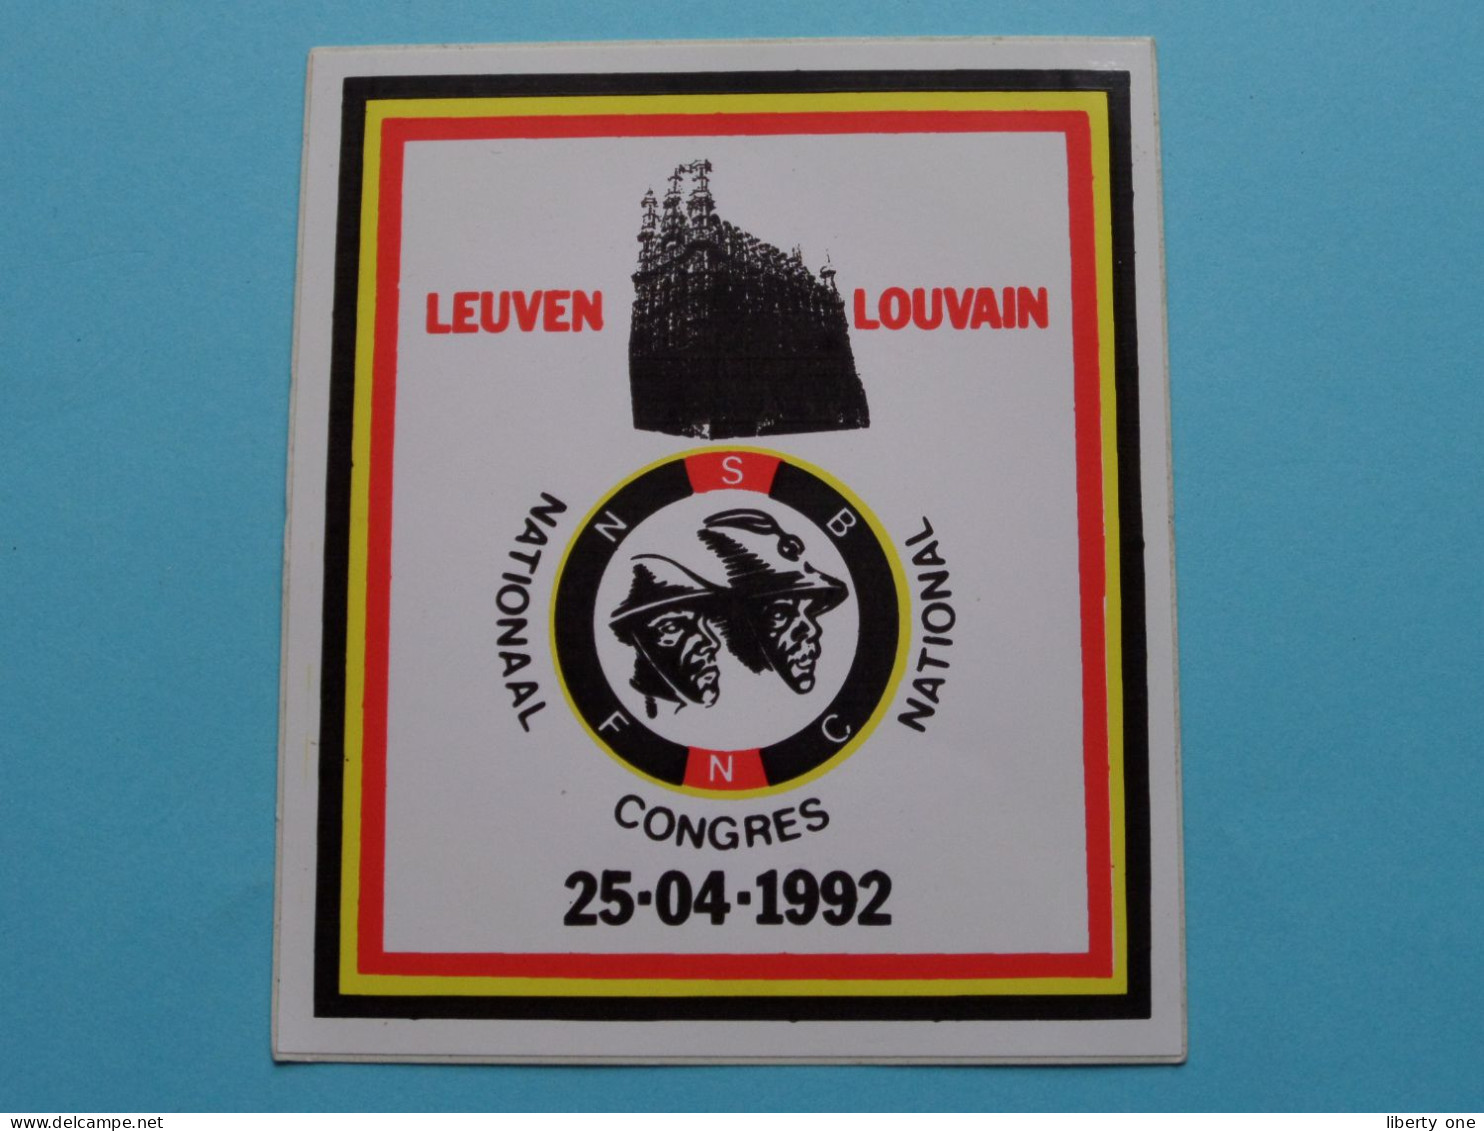 LEUVEN LOUVAIN
N S B
F N C
NATIONAAL
NATIONAL
CONGRES
25-04-1992
www.delcampe.net
liberty one